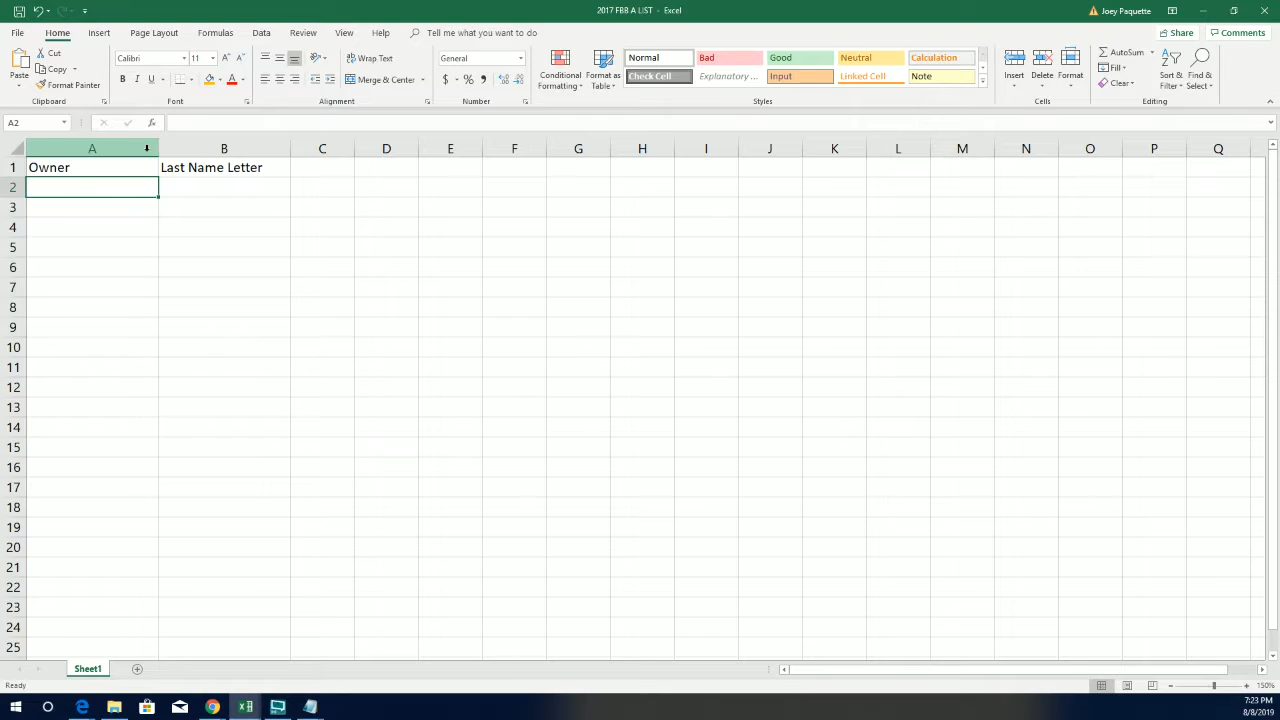 2017 FBB A LIST - Excel
Joey Paquette
File Home Insert Page Layout Formulas Data Review View Help Tell me what you want to do
Share Comments
Paste Cut Copy Format Painter Clipboard
Calibri 11 B I U A A Font
Wrap Text Merge & Center Alignment
General $ % , Number
Conditional Formatting Format as Table
Normal Bad Good Neutral Calculation
Check Cell Explanatory ... Input Linked Cell Note
Styles
Insert Delete Format Cells
AutoSum Fill Clear Sort & Filter Find & Select Editing
A2 fx
A B C D E F G H I J K L M N O P Q
1 Owner Last Name Letter
2
3
4
5
6
7
8
9
10
11
12
13
14
15
16
17
18
19
20
21
22
23
24
25
Sheet1
Ready 150%
7:23 PM
8/8/2019